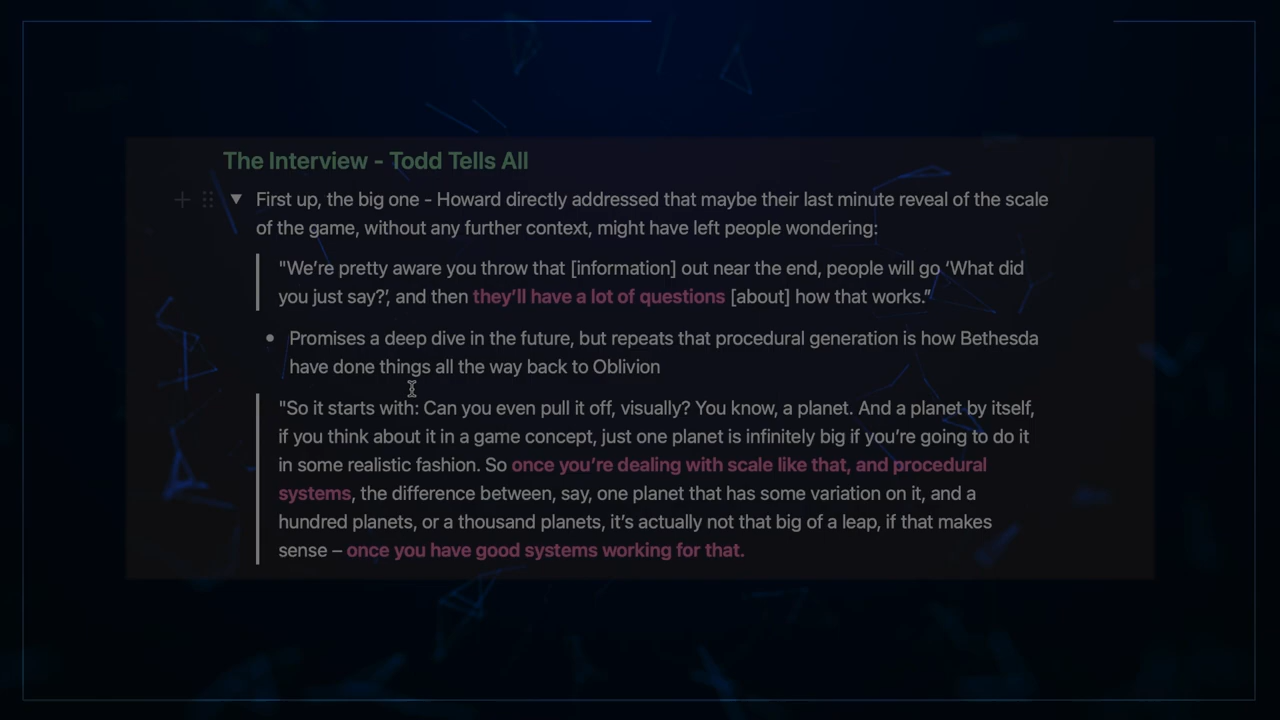 The Interview - Todd Tells All
First up, the big one - Howard directly addressed that maybe their last minute reveal of the scale
of the game, without any further context, might have left people wondering:
"We’re pretty aware you throw that [information] out near the end, people will go ‘What did
you just say?’, and then they’ll have a lot of questions [about] how that works.”
Promises a deep dive in the future, but repeats that procedural generation is how Bethesda
have done things all the way back to Oblivion
"So it starts with: Can you even pull it off, visually? You know, a planet. And a planet by itself,
if you think about it in a game concept, just one planet is infinitely big if you’re going to do it
in some realistic fashion. So once you’re dealing with scale like that, and procedural
systems, the difference between, say, one planet that has some variation on it, and a
hundred planets, or a thousand planets, it’s actually not that big of a leap, if that makes
sense – once you have good systems working for that.